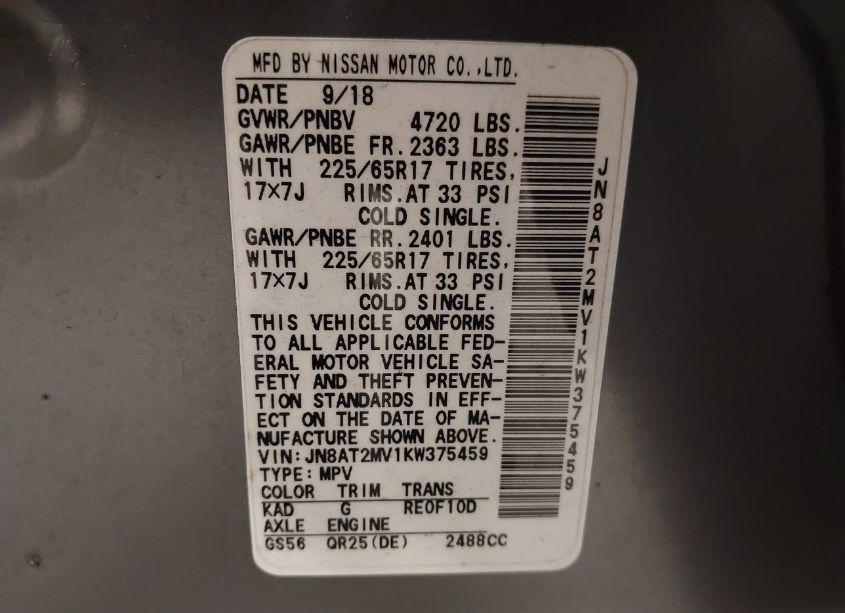 MFD BY NISSAN MOTOR CO.,LTD.
DATE 9/18
GVWR/PNBV 4720 LBS.
GAWR/PNBE FR. 2363 LBS.
WITH 225/65R17 TIRES,
17×7J RIMS.AT 33 PSI
COLD SINGLE.
GAWR/PNBE RR. 2401 LBS.
WITH 225/65R17 TIRES,
17×7J RIMS.AT 33 PSI
COLD SINGLE.
THIS VEHICLE CONFORMS
TO ALL APPLICABLE FED-
ERAL MOTOR VEHICLE SA-
FETY AND THEFT PREVEN-
TION STANDARDS IN EFF-
ECT ON THE DATE OF MA-
NUFACTURE SHOWN ABOVE.
VIN:JN8AT2MV1KW375459
TYPE:MPV
COLOR TRIM TRANS
KAD G RE0F10D
AXLE ENGINE
GS56 QR25(DE) 2488CC
JN8AT2MV1KW375459